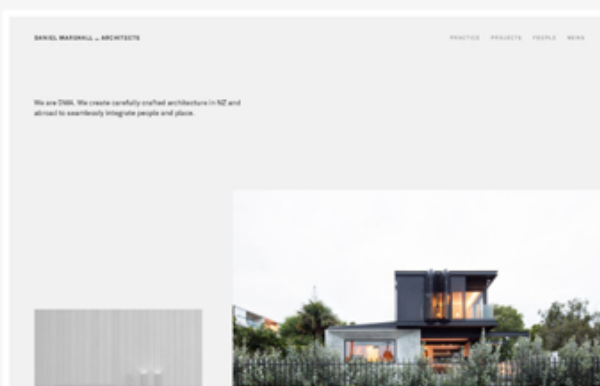 DANIEL MARSHALL _ ARCHITECTS
PRACTICE PROJECTS PEOPLE NEWS
We are DMA. We create carefully crafted architecture in NZ and
abroad to seamlessly integrate people and place.